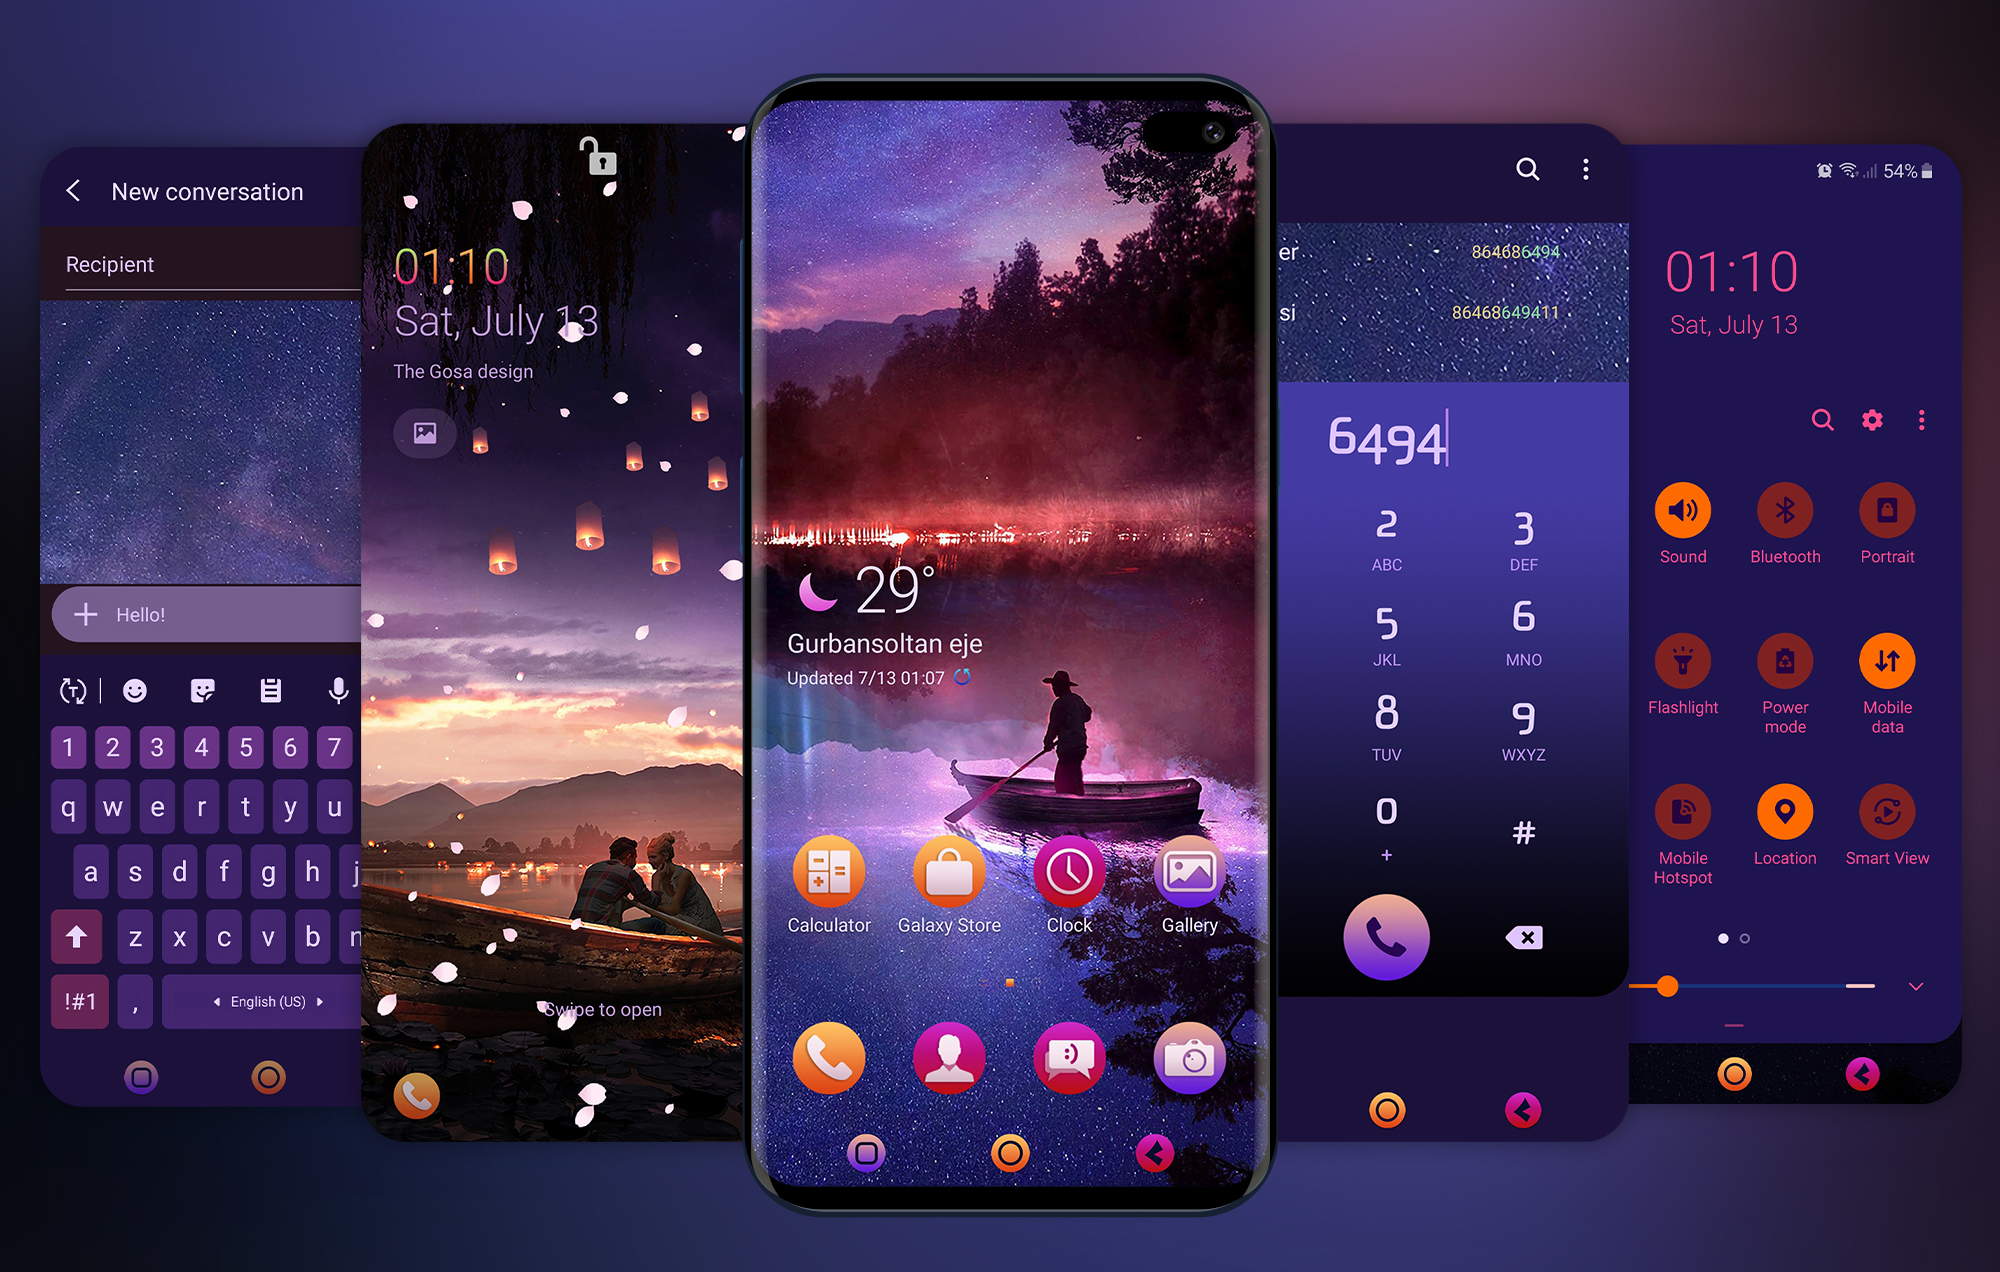 New conversation
Recipient
Hello!
1 2 3 4 5 6 7
q w e r t y u
a s d f g h j
z x c v b n
!#1 , English (US)
01:10
Sat, July 13
The Gosa design
Swipe to open
29°
Gurbansoltan eje
Updated 7/13 01:07
Calculator Galaxy Store Clock Gallery
er 864686494
si 86468649411
6494
2 3
ABC DEF
5 6
JKL MNO
8 9
TUV WXYZ
0 #
+
54%
01:10
Sat, July 13
Sound Bluetooth Portrait
Flashlight Power mode Mobile data
Mobile Hotspot Location Smart View